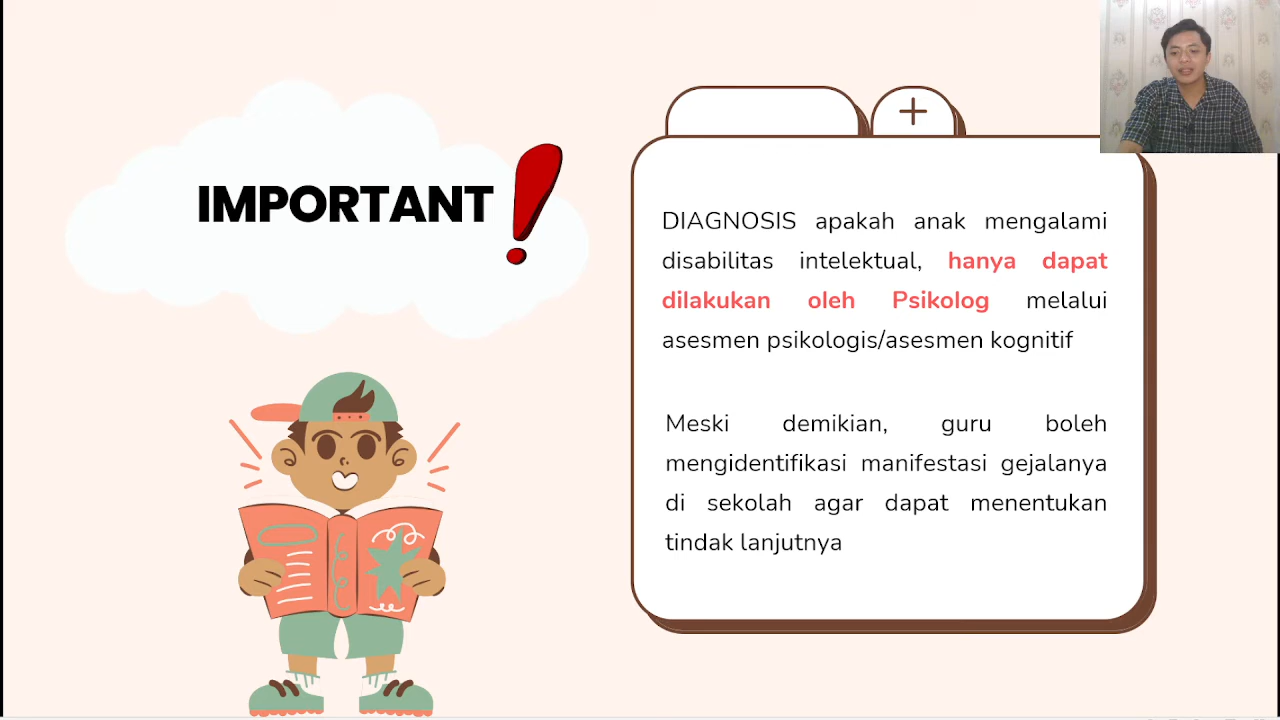 IMPORTANT
DIAGNOSIS apakah anak mengalami
disabilitas intelektual, hanya dapat
dilakukan oleh Psikolog melalui
asesmen psikologis/asesmen kognitif
Meski demikian, guru boleh
mengidentifikasi manifestasi gejalanya
di sekolah agar dapat menentukan
tindak lanjutnya